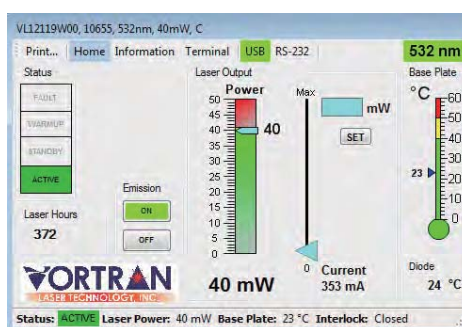 VL12119W00, 10655, 532nm, 40mW, C
Print... Home Information Terminal USB RS-232 532 nm
Status
FAULT
WARMUP
STANDBY
ACTIVE
Laser Hours
372
Emission
ON
OFF
Laser Output
Power
50
45
40
35
30
25
20
15
10
5
0
40
40 mW
Max
0
mW
SET
Current
353 mA
Base Plate
°C
60
50
40
30
20
10
0
23
Diode
24 °C
VORTRAN
LASER TECHNOLOGY, INC.
Status: ACTIVE Laser Power: 40 mW Base Plate: 23 °C Interlock: Closed